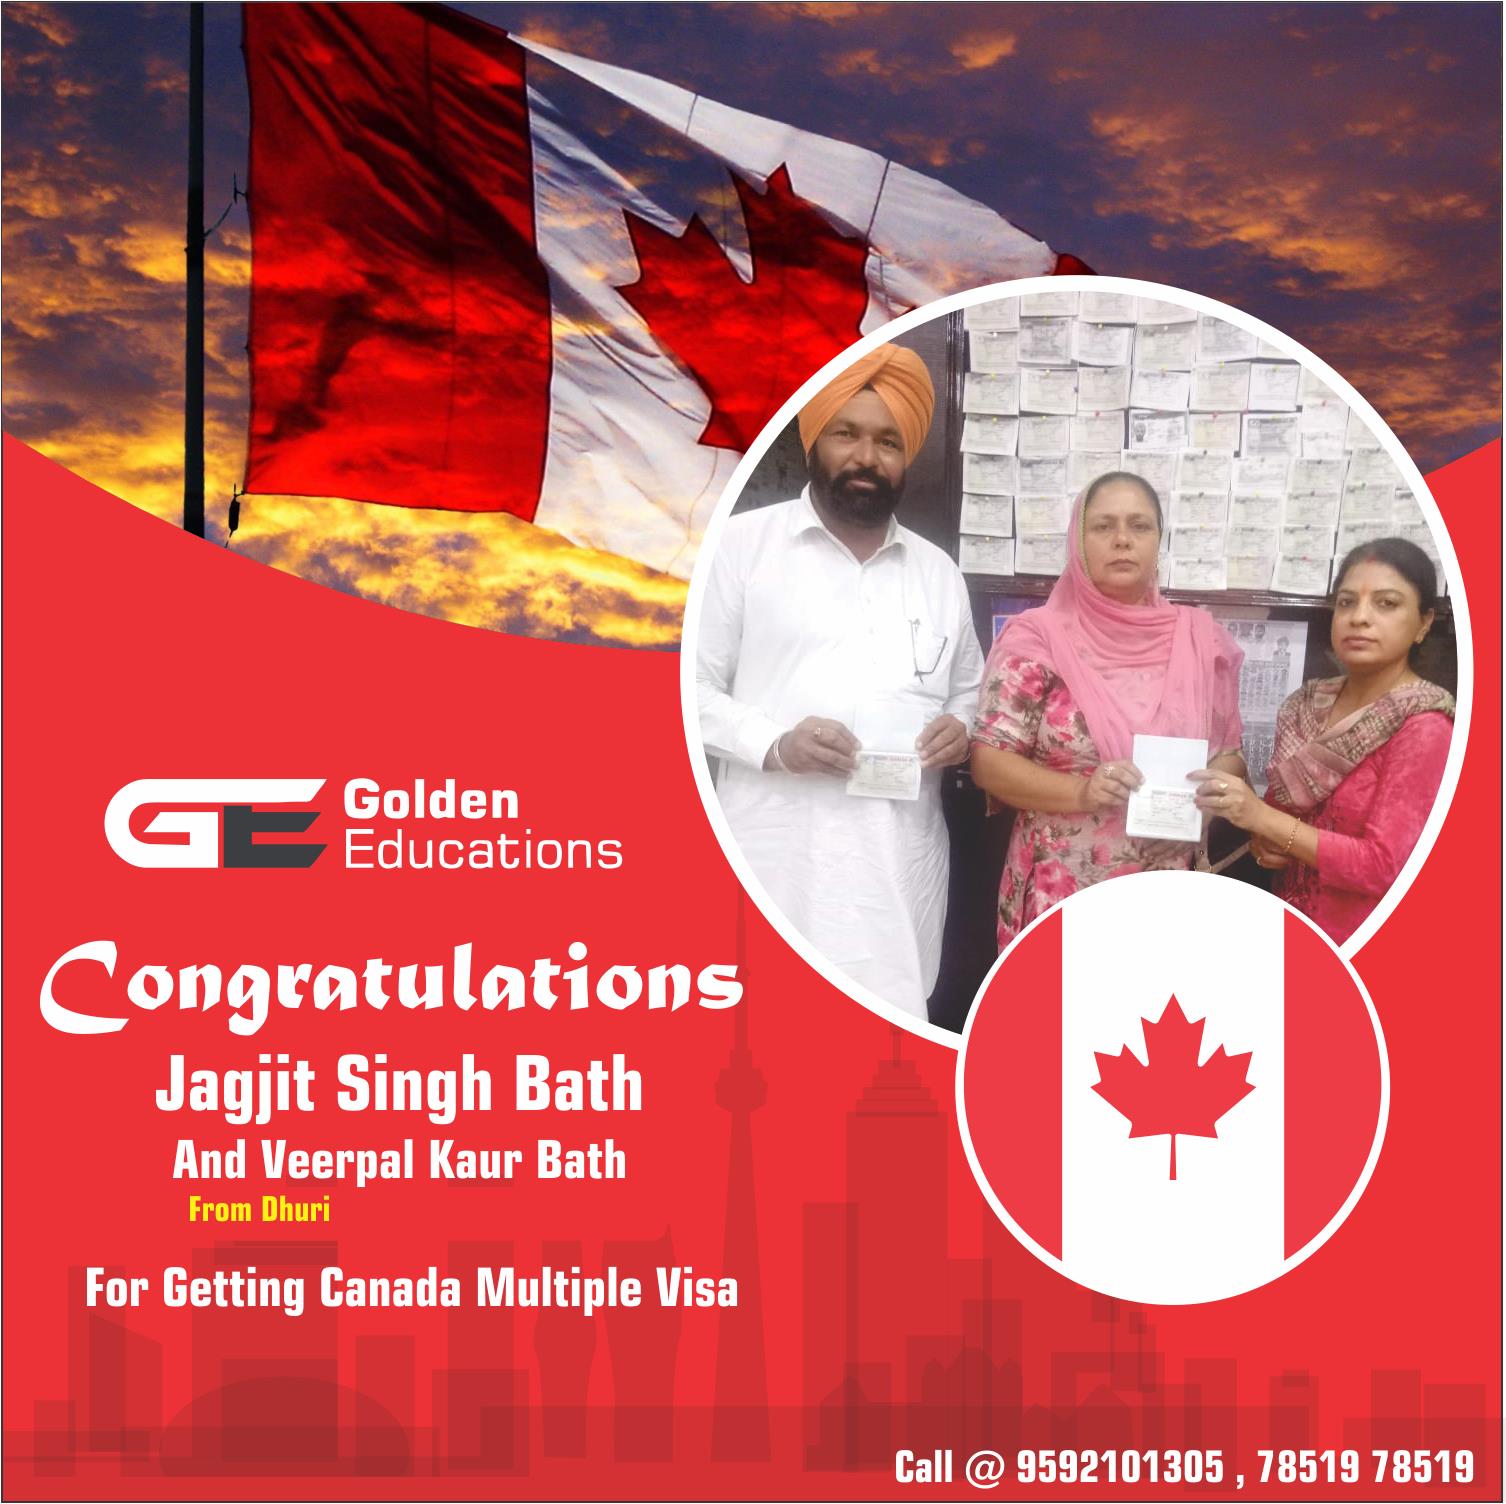 GE Golden
Educations
Congratulations
Jagjit Singh Bath
And Veerpal Kaur Bath
From Dhuri
For Getting Canada Multiple Visa
Call @ 9592101305 , 78519 78519